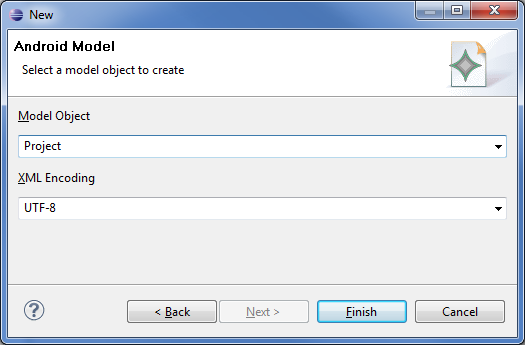 New
Android Model
Select a model object to create
Model Object
Project
XML Encoding
UTF-8
? < Back Next > Finish Cancel